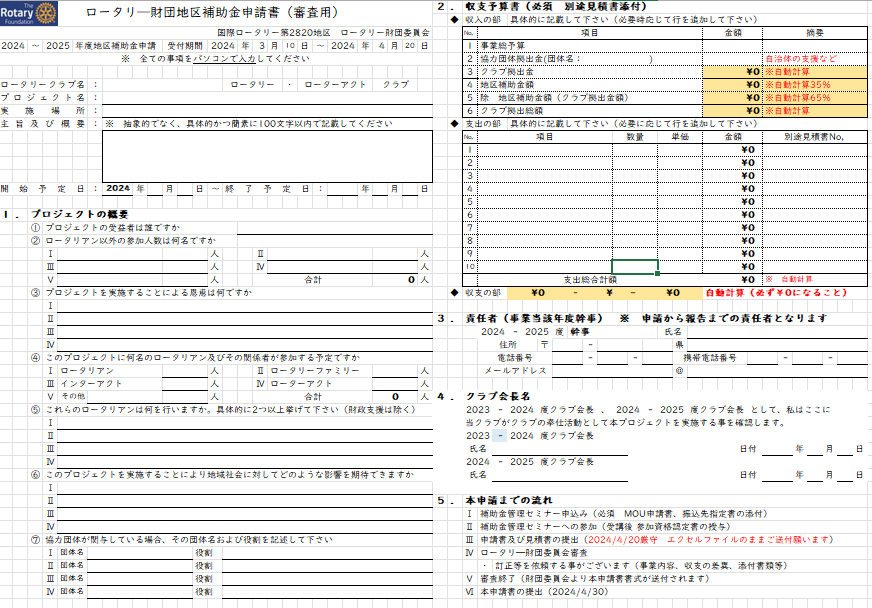 The
Rotary
Foundation
ロータリー財団地区補助金申請書（審査用）
国際ロータリー第2820地区　ロータリー財団委員会
2024 ～ 2025 年度地区補助金申請 受付期間 2024 年 3 月 10 日 ～ 2024 年 4 月 20 日
※　全ての事項をパソコンで入力してください
ロータリークラブ名：　ロータリー ・ ローターアクト クラブ
プロジェクト名：
実施場所：
主旨及び概要：※　抽象的でなく、具体的かつ簡素に100文字以内で記載してください
開始予定日：2024 年 月 日 ～ 終了予定日： 年 月 日
1． プロジェクトの概要
① プロジェクトの受益者は誰ですか
② ロータリアン以外の参加人数は何名ですか
Ⅰ 人 Ⅱ 人
Ⅲ 人 Ⅳ 人
Ⅴ 人 合計 0 人
③ プロジェクトを実施することによる恩恵は何ですか
Ⅰ
Ⅱ
Ⅲ
Ⅳ
④ このプロジェクトに何名のロータリアン及びその関係者が参加する予定ですか
Ⅰ ロータリアン 人 Ⅱ ロータリーファミリー 人
Ⅲ インターアクト 人 Ⅳ ローターアクト 人
Ⅴ その他 人 合計 0 人
⑤ これらのロータリアンは何を行いますか。具体的に2つ以上挙げて下さい（財政支援は除く）
Ⅰ
Ⅱ
Ⅲ
Ⅳ
⑥ このプロジェクトを実施することにより地域社会に対してどのような影響を期待できますか
Ⅰ
Ⅱ
Ⅲ
Ⅳ
⑦ 協力団体が関与している場合、その団体名および役割を記述して下さい
Ⅰ 団体名 役割
Ⅱ 団体名 役割
Ⅲ 団体名 役割
Ⅳ 団体名 役割
2． 収支予算書（必須　別途見積書添付）
◆ 収入の部　具体的に記載して下さい（必要時応じて行を追加して下さい）
No. 項目 金額 摘要
1 事業総予算
2 協力団体拠出金(団体名：　) 自治体の支援など
3 クラブ拠出金 ¥0 ※自動計算
4 地区補助金額 ¥0 ※自動計算35%
5 除　地区補助金額（クラブ拠出金額） ¥0 ※自動計算65%
6 クラブ拠出総額 ¥0 ※自動計算
◆ 支出の部　具体的に記載して下さい（必要に応じて行を追加して下さい）
No. 項目 数量 単価 金額 別途見積書No,
1 ¥0
2 ¥0
3 ¥0
4 ¥0
5 ¥0
6 ¥0
7 ¥0
8 ¥0
9 ¥0
10 ¥0
支出総合計額 ¥0 ※　自動計算
◆ 収支の部 ¥0 － ¥ － ¥0 自動計算（必ず¥0になること）
3． 責任者（事業当該年度幹事）　※　申請から報告までの責任者となります
2024 - 2025 度 幹事 氏名
住所 〒 - 県
電話番号 - - 携帯電話番号 - -
メールアドレス @
4． クラブ会長名
2023 - 2024 度クラブ会長 、 2024 - 2025 度クラブ会長 として、私はここに
当クラブがクラブの奉仕活動として本プロジェクトを実施する事を確認します。
2023 - 2024 度クラブ会長
氏名 日付 年 月 日
2024 - 2025 度クラブ会長
氏名 日付 年 月 日
5． 本申請までの流れ
Ⅰ 補助金管理セミナー申込み（必須　MOU申請書、振込先指定書の添付）
Ⅱ 補助金管理セミナーへの参加（受講後 参加資格認定書の授与）
Ⅲ 申請書及び見積書の提出（2024/4/20厳守　エクセルファイルのままご送付願います）
Ⅳ ロータリー財団委員会審査
・ 訂正等を依頼する事がございます（事業内容、収支の差異、添付書類等）
Ⅴ 審査終了（財団委員会より本申請書書式が送付されます）
Ⅵ 本申請書の提出（2024/4/30）